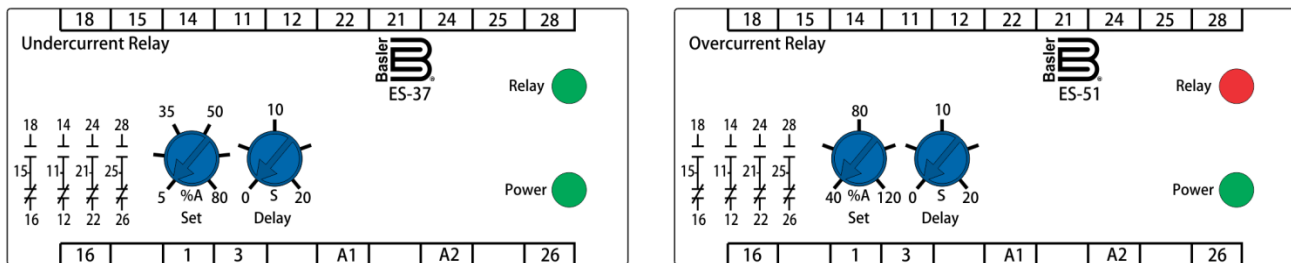 18 15 14 11 12 22 21 24 25 28
Undercurrent Relay
Basler
ES-37
Relay
35 50 10
18 14 24 28
15 11 21 25
Power
5 %A 80 0 S 20
16 12 22 26
Set Delay
16 1 3 A1 A2 26
18 15 14 11 12 22 21 24 25 28
Overcurrent Relay
Basler
ES-51
Relay
80 10
18 14 24 28
15 11 21 25
Power
40 %A 120 0 S 20
16 12 22 26
Set Delay
16 1 3 A1 A2 26